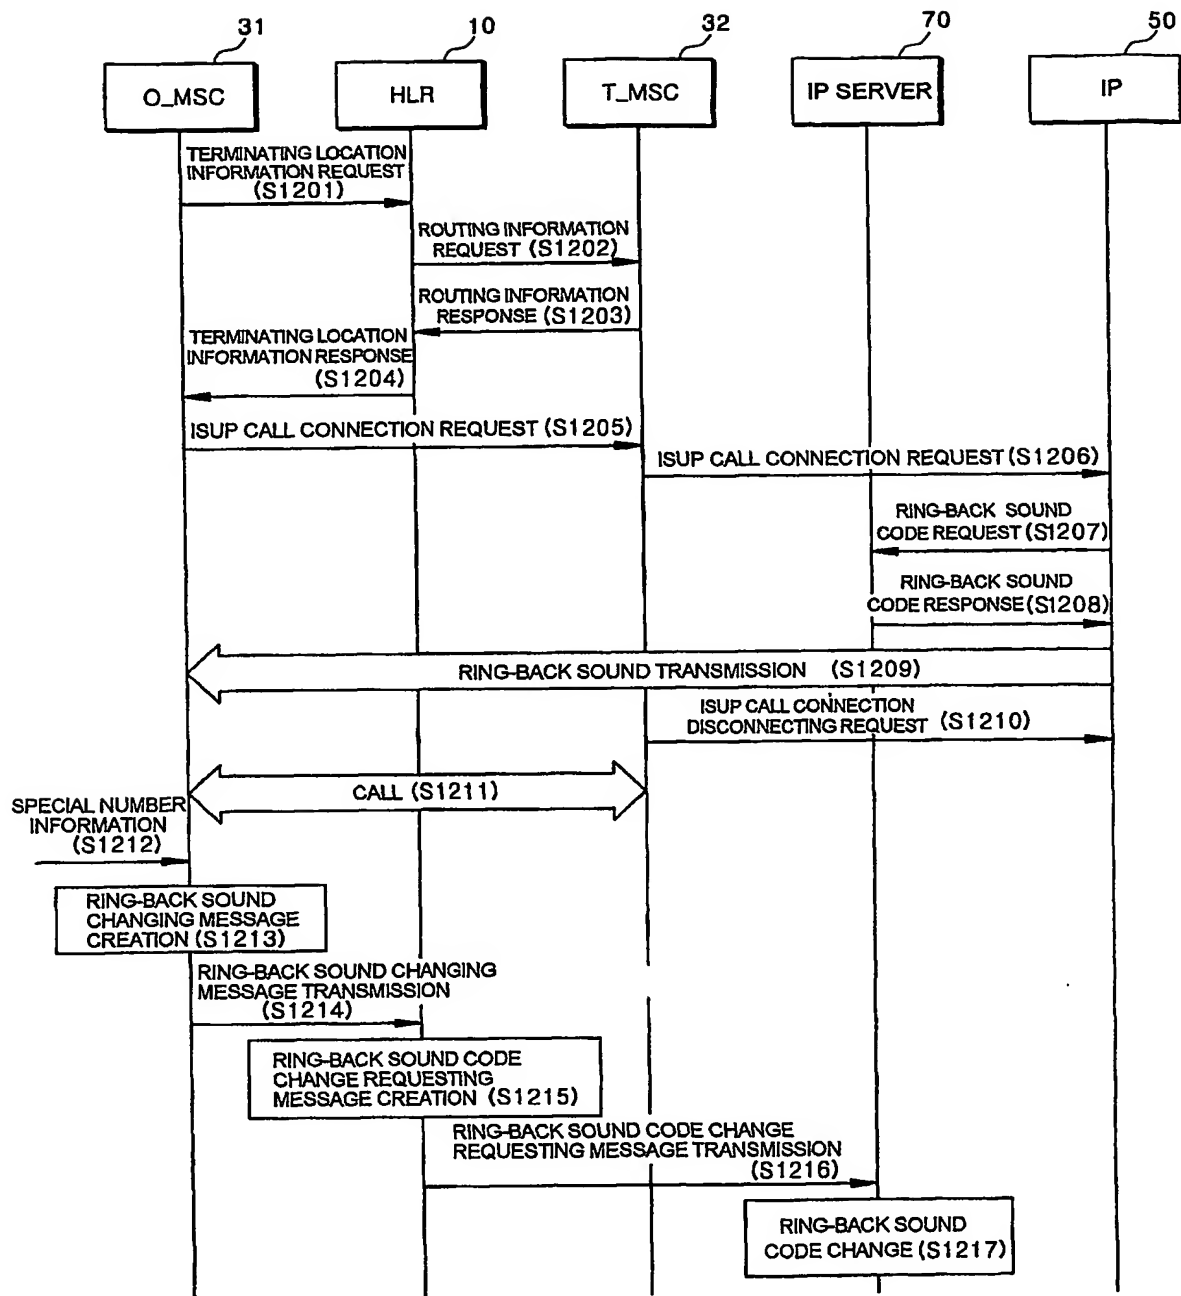 31
10
32
70
50
O_MSC
HLR
T_MSC
IP SERVER
IP
TERMINATING LOCATION
INFORMATION REQUEST
(S1201)
ROUTING INFORMATION
REQUEST (S1202)
ROUTING INFORMATION
RESPONSE (S1203)
TERMINATING LOCATION
INFORMATION RESPONSE
(S1204)
ISUP CALL CONNECTION REQUEST (S1205)
ISUP CALL CONNECTION REQUEST (S1206)
RING-BACK SOUND
CODE REQUEST (S1207)
RING-BACK SOUND
CODE RESPONSE (S1208)
RING-BACK SOUND TRANSMISSION (S1209)
ISUP CALL CONNECTION
DISCONNECTING REQUEST (S1210)
CALL (S1211)
SPECIAL NUMBER
INFORMATION
(S1212)
RING-BACK SOUND
CHANGING MESSAGE
CREATION (S1213)
RING-BACK SOUND CHANGING
MESSAGE TRANSMISSION
(S1214)
RING-BACK SOUND CODE
CHANGE REQUESTING
MESSAGE CREATION (S1215)
RING-BACK SOUND CODE CHANGE
REQUESTING MESSAGE TRANSMISSION
(S1216)
RING-BACK SOUND
CODE CHANGE (S1217)